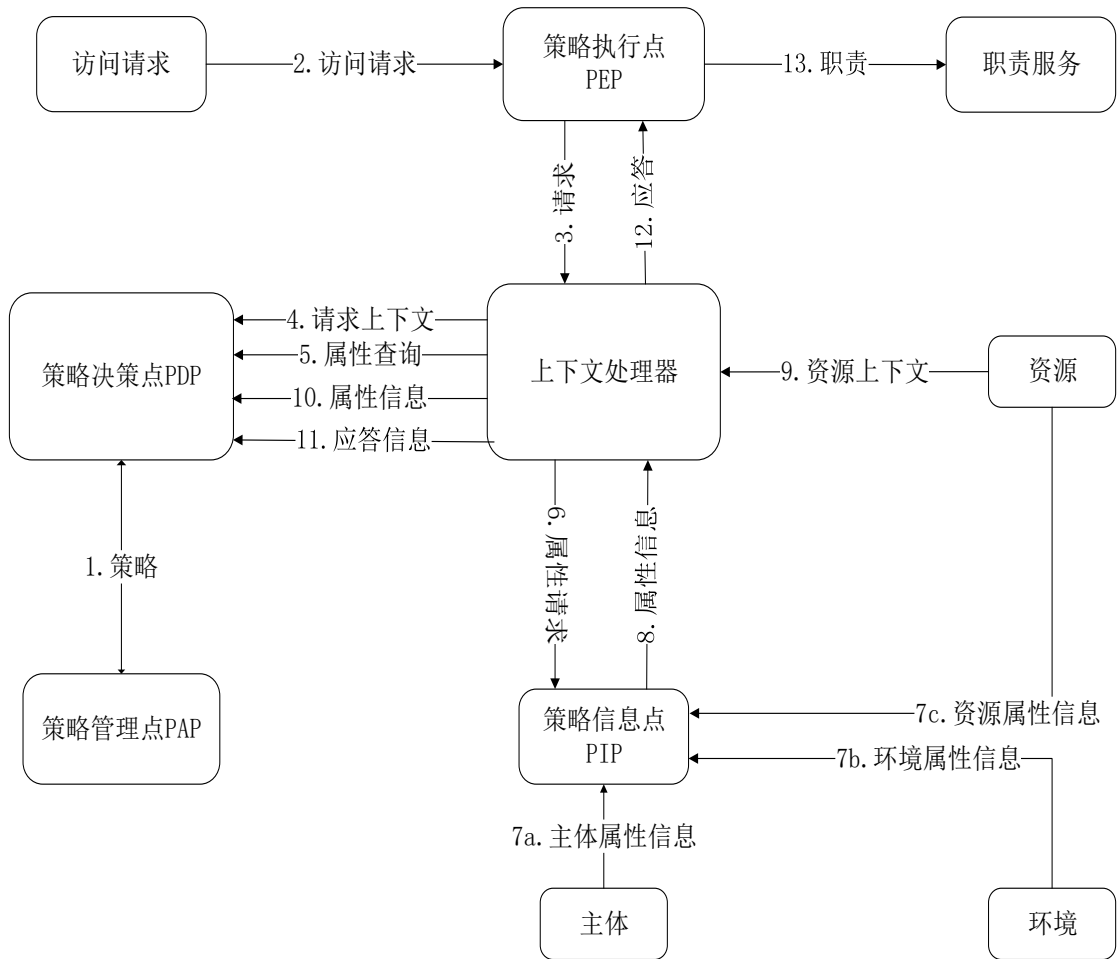 访问请求
2.访问请求
策略执行点
PEP
13.职责
职责服务
3.请求
12.应答
策略决策点PDP
4.请求上下文
5.属性查询
10.属性信息
11.应答信息
上下文处理器
9.资源上下文
资源
1.策略
6.属性请求
8.属性信息
策略管理点PAP
策略信息点
PIP
7c.资源属性信息
7b.环境属性信息
7a.主体属性信息
主体
环境